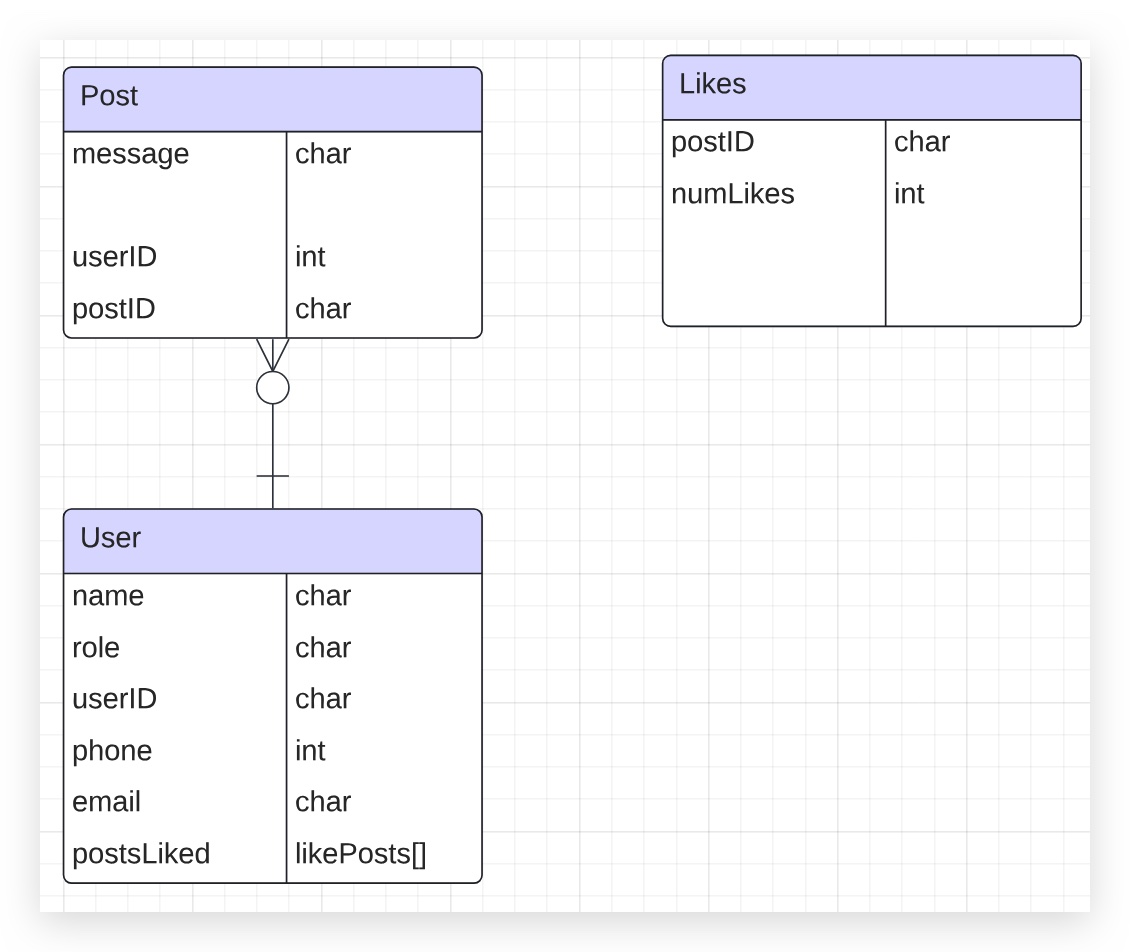 Post
message char
userID int
postID char
Likes
postID char
numLikes int
User
name char
role char
userID char
phone int
email char
postsLiked likePosts[]